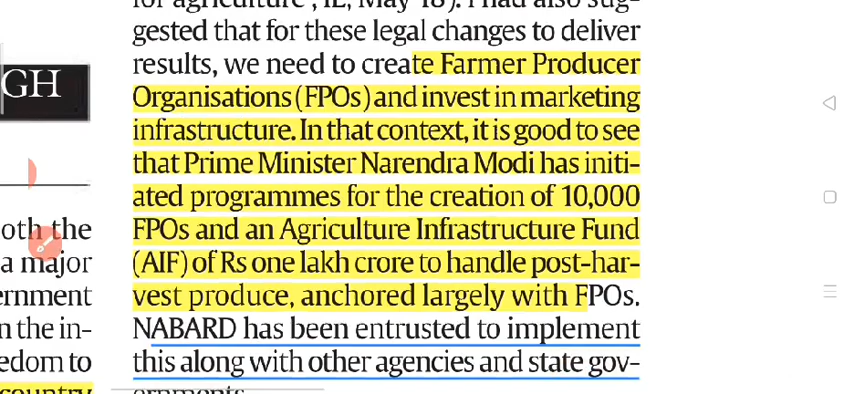 for agriculture', IE, May 18). I had also sug-
gested that for these legal changes to deliver
results, we need to create Farmer Producer
Organisations (FPOs) and invest in marketing
infrastructure. In that context, it is good to see
that Prime Minister Narendra Modi has initi-
ated programmes for the creation of 10,000
FPOs and an Agriculture Infrastructure Fund
(AIF) of Rs one lakh crore to handle post-har-
vest produce, anchored largely with FPOs.
NABARD has been entrusted to implement
this along with other agencies and state gov-
ernments
GH
oth the
a major
ernment
n the in-
edom to
country